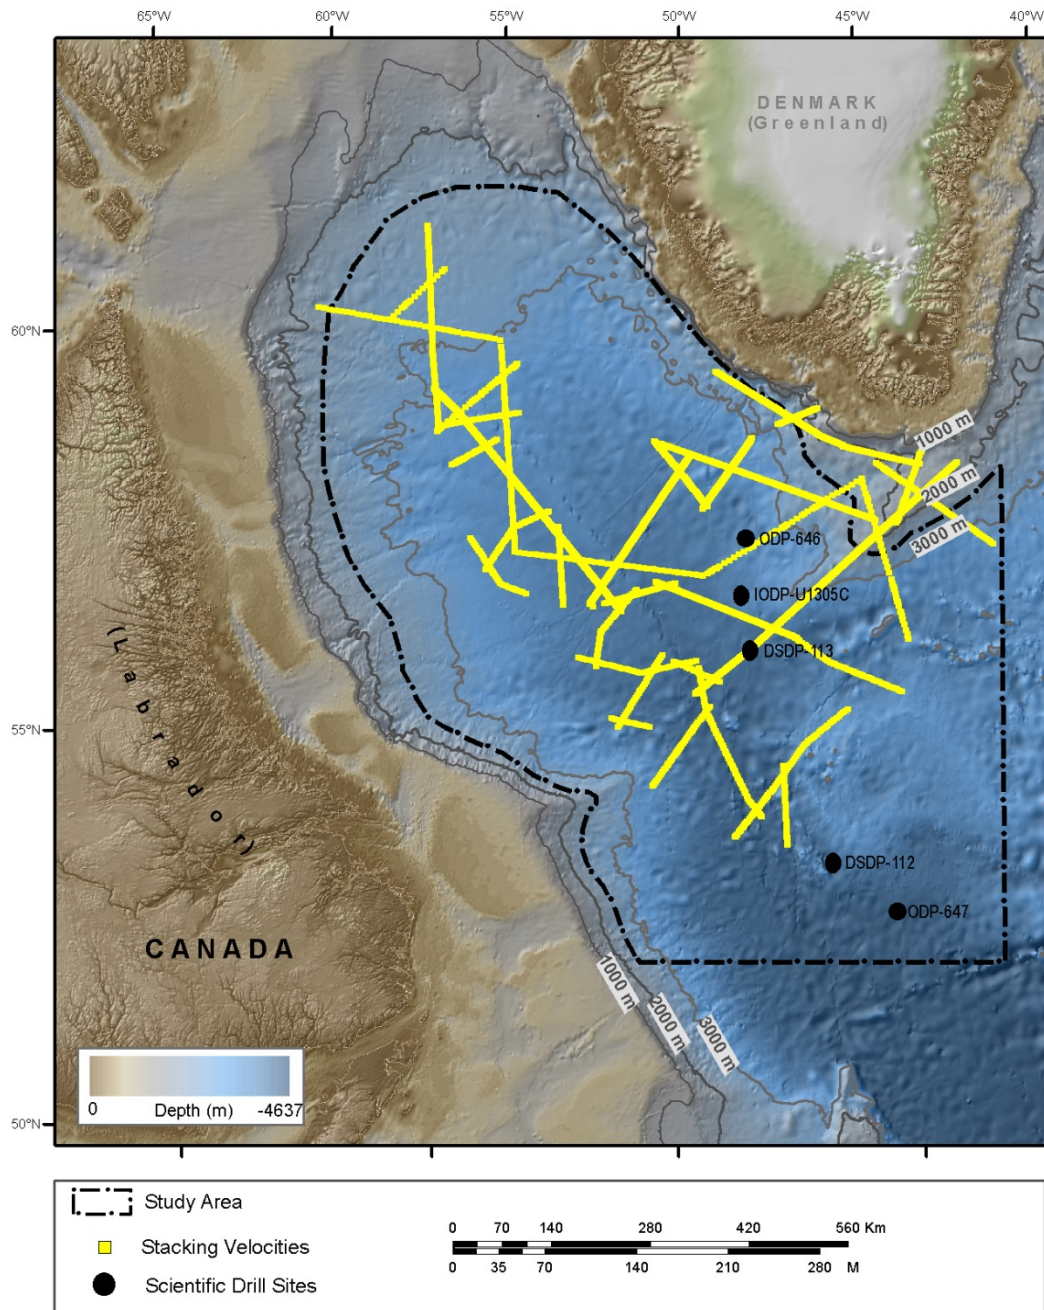 65°W 60°W 55°W 50°W 45°W 40°W
DENMARK
(Greenland)
60°N
1000 m
2000 m
3000 m
ODP-646
IODP-U1305C
DSDP-113
(Labrador)
55°N
DSDP-112
ODP-647
CANADA
1000 m
2000 m
3000 m
0 Depth (m) -4637
50°N
Study Area
Stacking Velocities
Scientific Drill Sites
0 70 140 280 420 560 Km
0 35 70 140 210 280 M